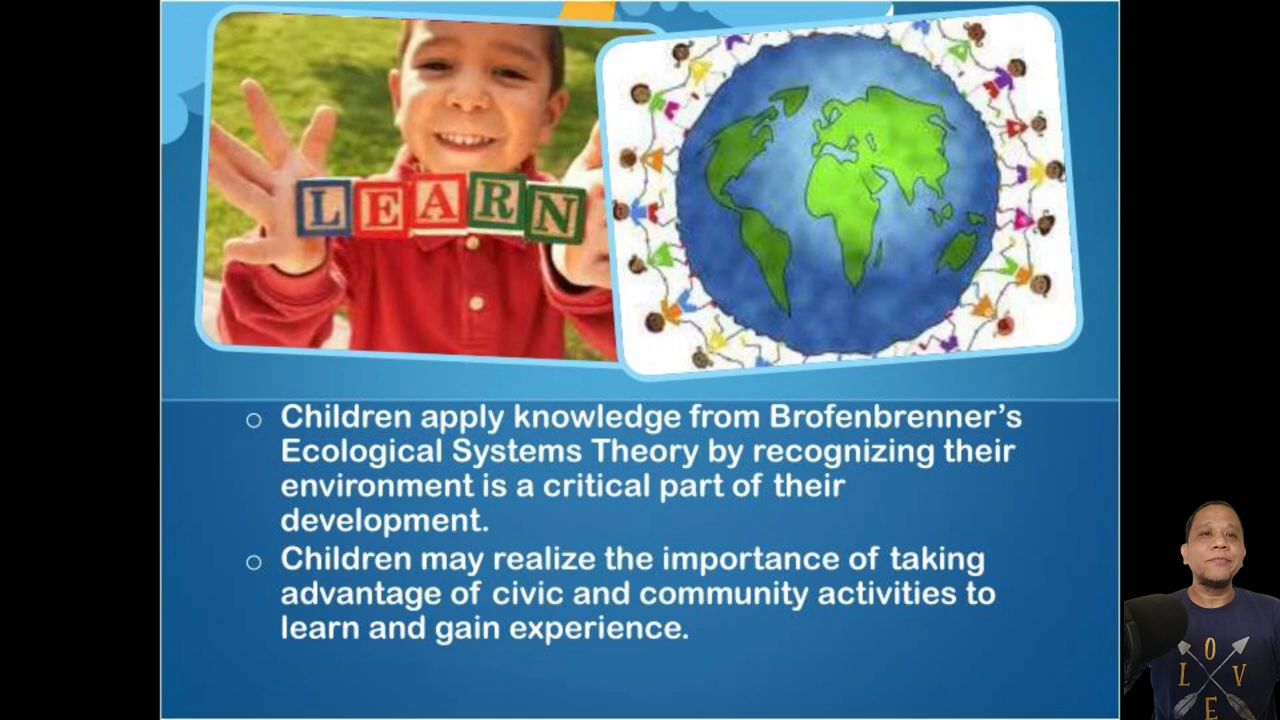 LEARN
o Children apply knowledge from Brofenbrenner’s
Ecological Systems Theory by recognizing their
environment is a critical part of their
development.
o Children may realize the importance of taking
advantage of civic and community activities to
learn and gain experience.
O
L V
E